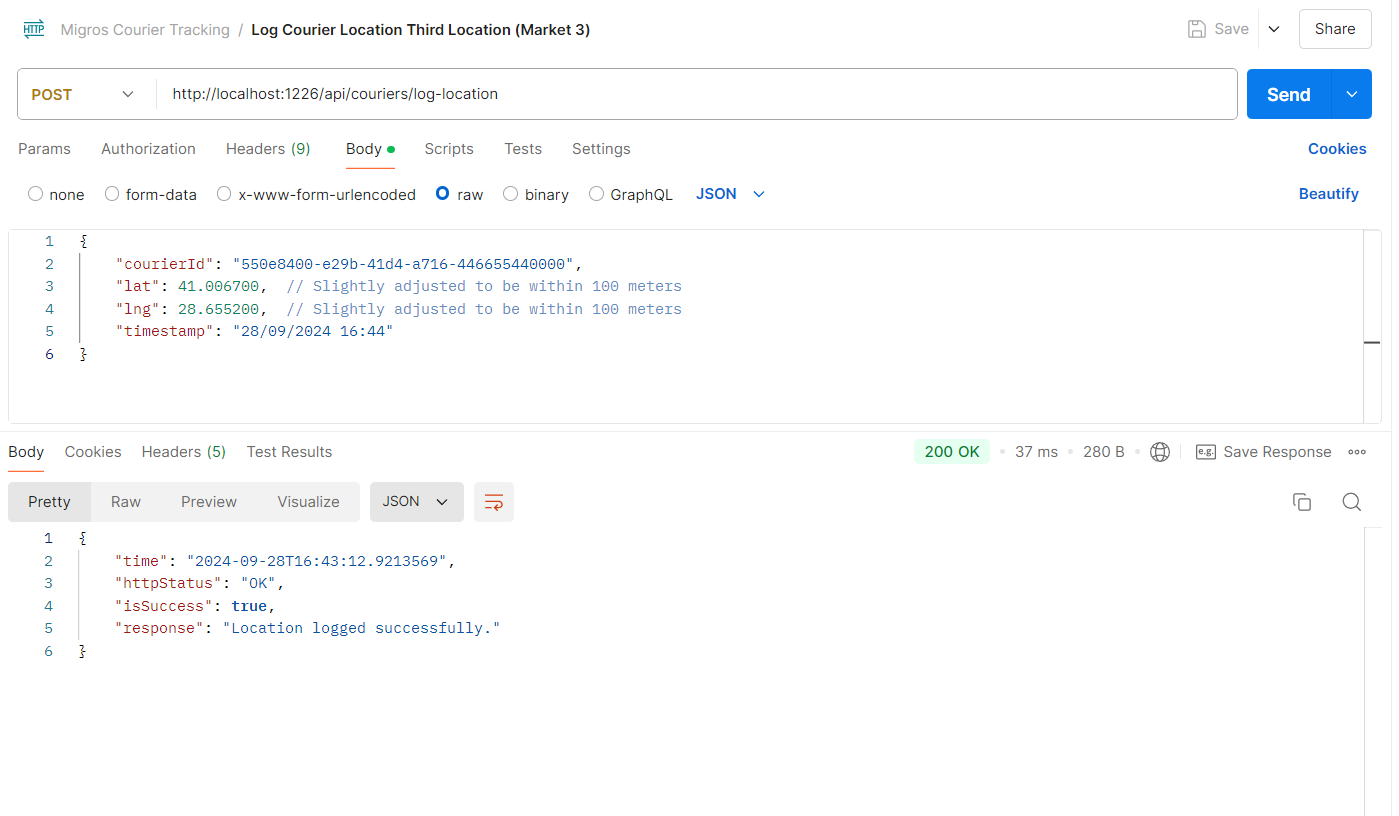 HTTP Migros Courier Tracking / Log Courier Location Third Location (Market 3) Save Share
POST http://localhost:1226/api/couriers/log-location Send
Params Authorization Headers (9) Body Scripts Tests Settings Cookies
none form-data x-www-form-urlencoded raw binary GraphQL JSON Beautify
1 {
2 "courierId": "550e8400-e29b-41d4-a716-446655440000",
3 "lat": 41.006700, // Slightly adjusted to be within 100 meters
4 "lng": 28.655200, // Slightly adjusted to be within 100 meters
5 "timestamp": "28/09/2024 16:44"
6 }
Body Cookies Headers (5) Test Results 200 OK 37 ms 280 B e.g. Save Response
Pretty Raw Preview Visualize JSON
1 {
2 "time": "2024-09-28T16:43:12.9213569",
3 "httpStatus": "OK",
4 "isSuccess": true,
5 "response": "Location logged successfully."
6 }